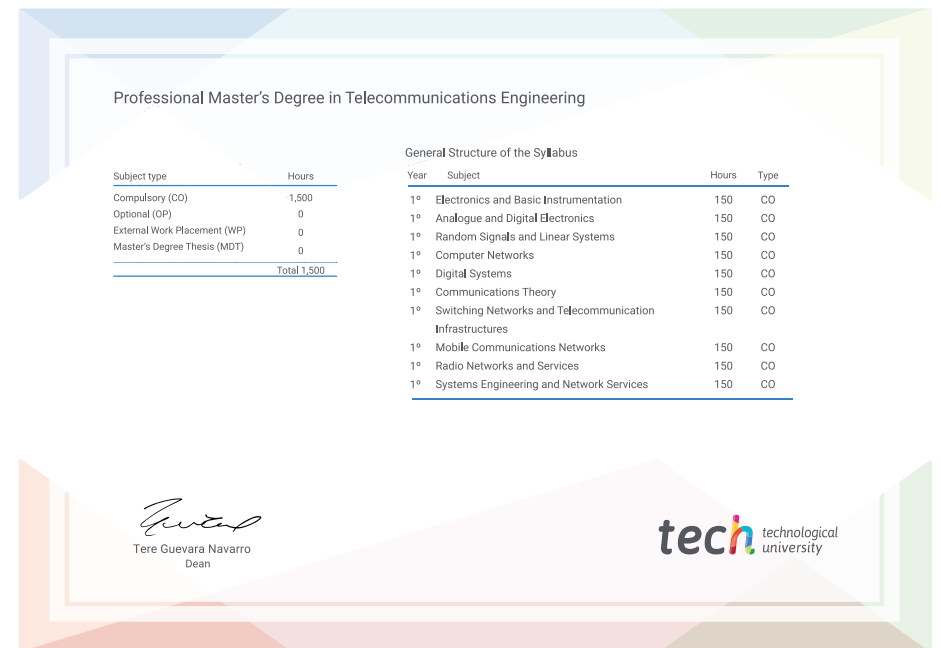 Professional Master's Degree in Telecommunications Engineering
Subject type Hours
Compulsory (CO) 1,500
Optional (OP) 0
External Work Placement (WP) 0
Master's Degree Thesis (MDT) 0
Total 1,500
General Structure of the Syllabus
Year Subject Hours Type
1º Electronics and Basic Instrumentation 150 CO
1º Analogue and Digital Electronics 150 CO
1º Random Signals and Linear Systems 150 CO
1º Computer Networks 150 CO
1º Digital Systems 150 CO
1º Communications Theory 150 CO
1º Switching Networks and Telecommunication 150 CO
Infrastructures
1º Mobile Communications Networks 150 CO
1º Radio Networks and Services 150 CO
1º Systems Engineering and Network Services 150 CO
Tere Guevara Navarro
Dean
tech technological
university